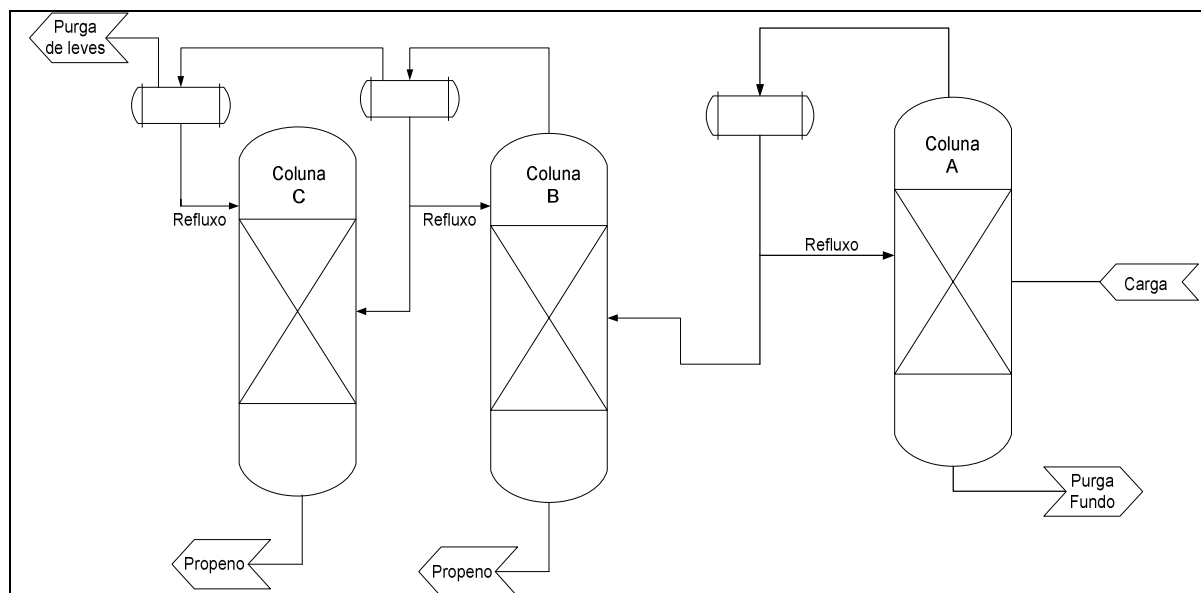 Purga
de leves
Coluna
C
Refluxo
Propeno
Coluna
B
Refluxo
Propeno
Coluna
A
Refluxo
Carga
Purga
Fundo